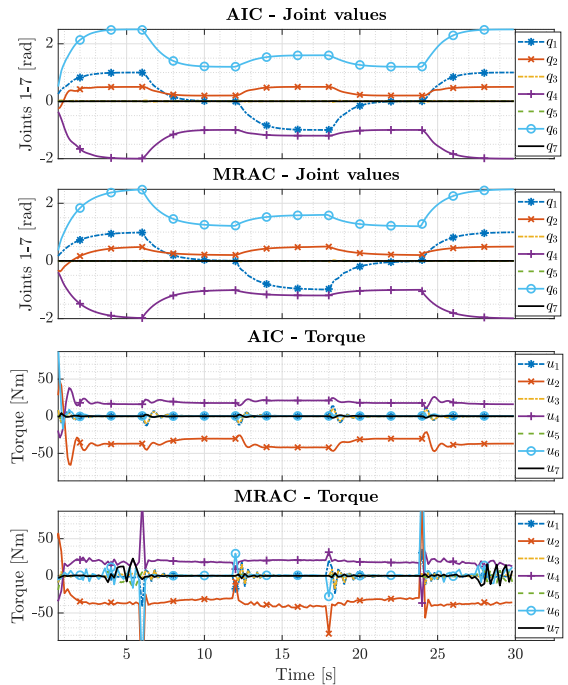 AIC - Joint values
Joints 1-7 [rad]
2
0
-2
q1
q2
q3
q4
q5
q6
q7
MRAC - Joint values
Joints 1-7 [rad]
2
0
-2
q1
q2
q3
q4
q5
q6
q7
AIC - Torque
Torque [Nm]
50
0
-50
u1
u2
u3
u4
u5
u6
u7
MRAC - Torque
Torque [Nm]
50
0
-50
u1
u2
u3
u4
u5
u6
u7
5 10 15 20 25 30
Time [s]